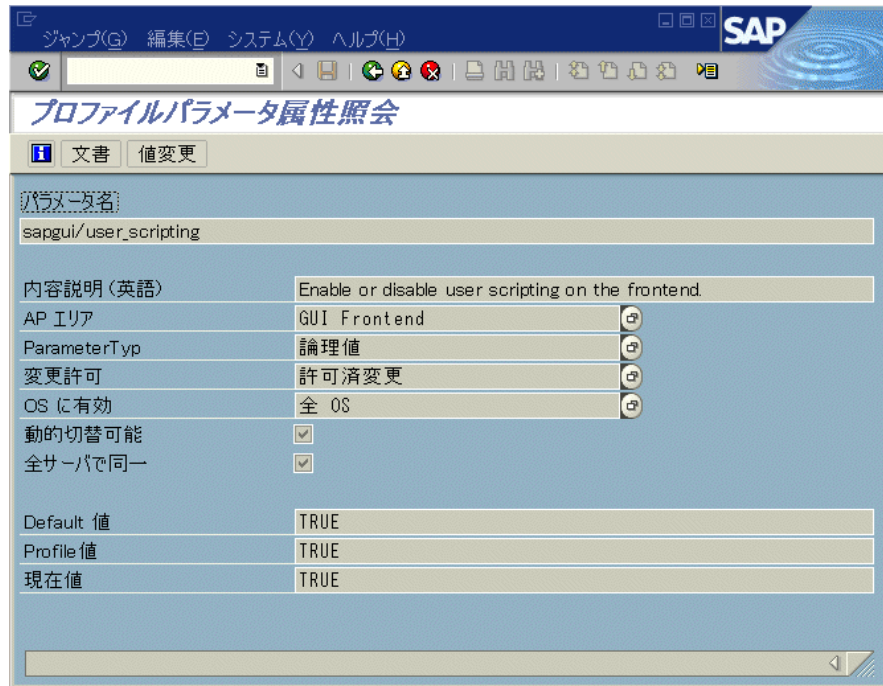 ジャンプ(G) 編集(E) システム(Y) ヘルプ(H)
SAP
プロファイルパラメータ属性照会
文書 値変更
パラメータ名
sapgui/user_scripting
内容説明(英語) Enable or disable user scripting on the frontend.
AP エリア GUI Frontend
ParameterTyp 論理値
変更許可 許可済変更
OS に有効 全 OS
動的切替可能
全サーバで同一
Default 値 TRUE
Profile値 TRUE
現在値 TRUE